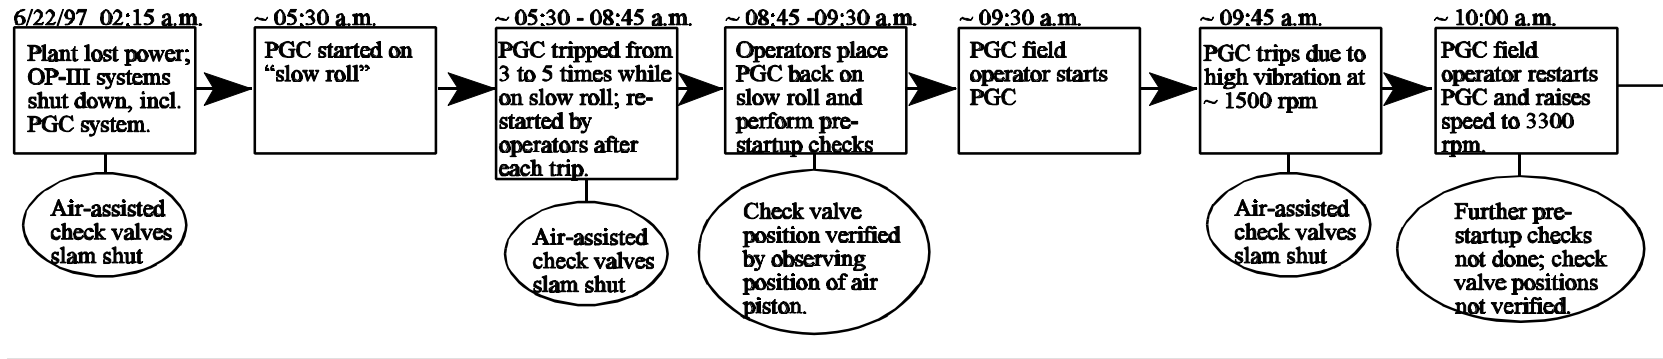 6/22/97 02:15 a.m.
Plant lost power;
OP-III systems
shut down, incl.
PGC system.
Air-assisted
check valves
slam shut
~ 05:30 a.m.
PGC started on
“slow roll”
~ 05:30 - 08:45 a.m.
PGC tripped from
3 to 5 times while
on slow roll; re-
started by
operators after
each trip.
Air-assisted
check valves
slam shut
~ 08:45 -09:30 a.m.
Operators place
PGC back on
slow roll and
perform pre-
startup checks
Check valve
position verified
by observing
position of air
piston.
~ 09:30 a.m.
PGC field
operator starts
PGC
~ 09:45 a.m.
PGC trips due to
high vibration at
~ 1500 rpm
Air-assisted
check valves
slam shut
~ 10:00 a.m.
PGC field
operator restarts
PGC and raises
speed to 3300
rpm.
Further pre-
startup checks
not done; check
valve positions
not verified.